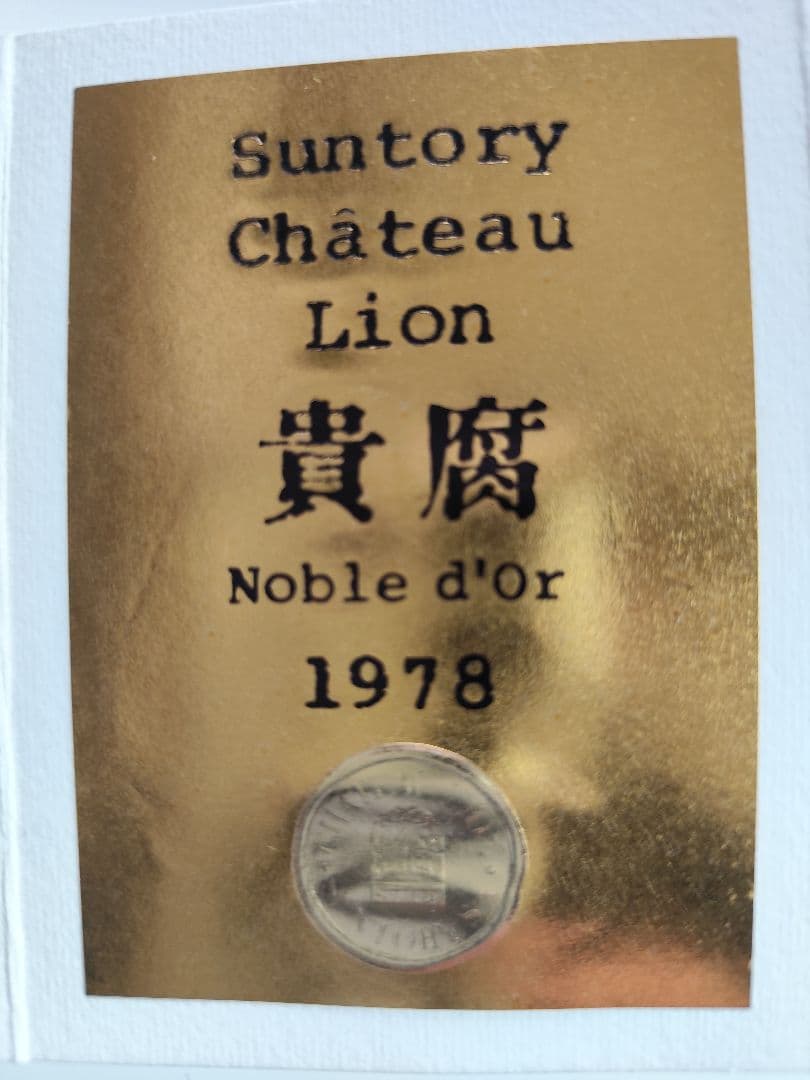 Suntory
Château
Lion
貴腐
Noble d'Or
1978